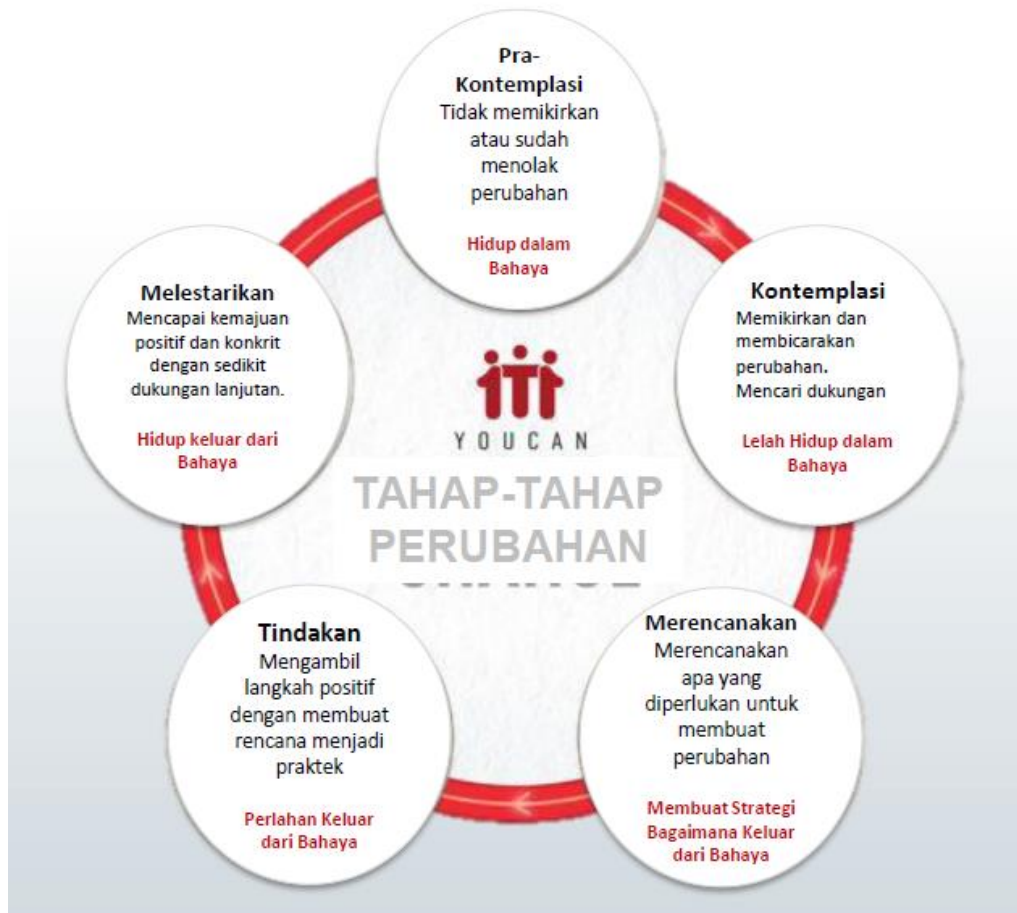 Pra-
Kontemplasi
Tidak memikirkan
atau sudah
menolak
perubahan
Hidup dalam
Bahaya
Kontemplasi
Memikirkan dan
membicarakan
perubahan.
Mencari dukungan
Lelah Hidup dalam
Bahaya
Merencanakan
Merencanakan
apa yang
diperlukan untuk
membuat
perubahan
Membuat Strategi
Bagaimana Keluar
dari Bahaya
Tindakan
Mengambil
langkah positif
dengan membuat
rencana menjadi
praktek
Perlahan Keluar
dari Bahaya
Melestarikan
Mencapai kemajuan
positif dan konkrit
dengan sedikit
dukungan lanjutan.
Hidup keluar dari
Bahaya
YOUCAN
TAHAP-TAHAP
PERUBAHAN